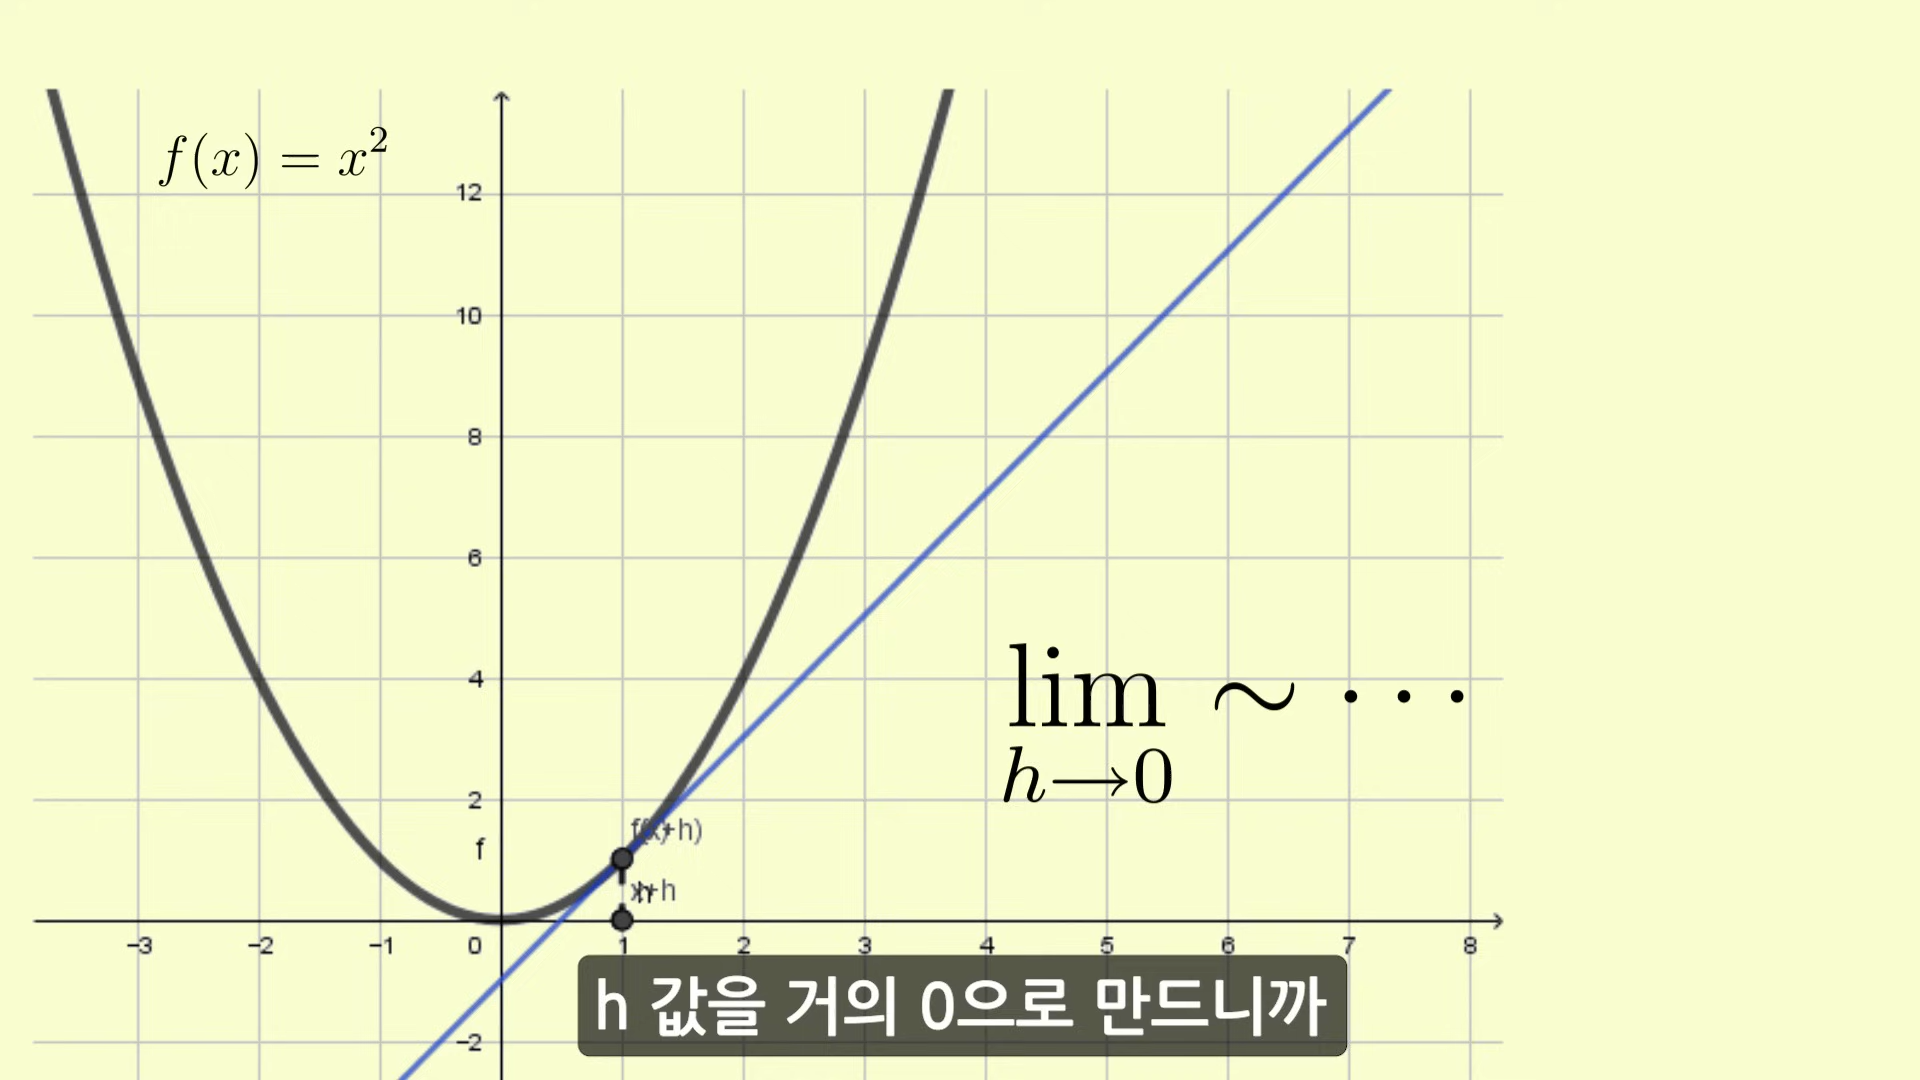 f(x) = x²
12
10
8
6
4
lim ∼ ⋯
h→0
2
f(x+h)
f
x+h
-3 -2 -1 0 1 2 3 4 5 6 7 8
h 값을 거의 0으로 만드니까
-2